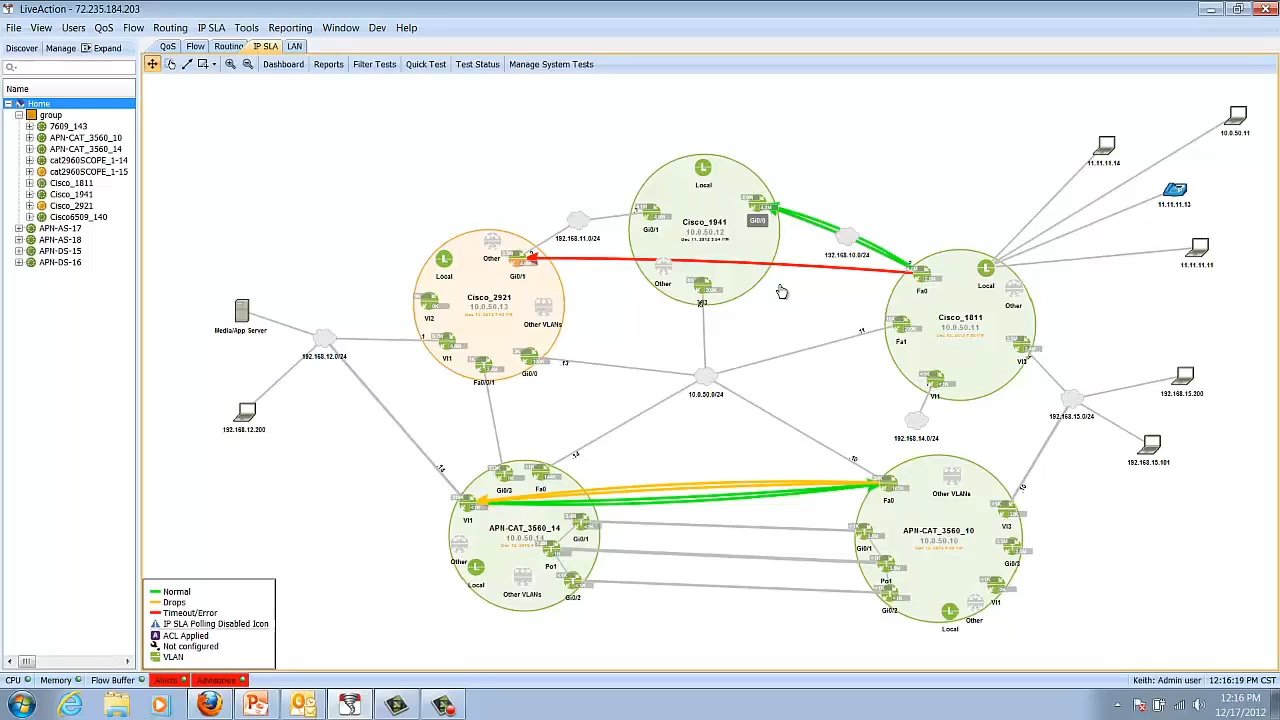 LiveAction - 72.235.184.203
File View Users QoS Flow Routing IP SLA Tools Reporting Window Dev Help
Discover Manage Expand
QoS Flow Routing IP SLA LAN
Dashboard Reports Filter Tests Quick Test Test Status Manage System Tests
Name
Home
group
7609_143
APN-CAT_3560_10
APN-CAT_3560_14
cat2960SCOPE_1-14
cat2960SCOPE_1-15
Cisco_1811
Cisco_1941
Cisco_2921
Cisco6509_140
APN-AS-17
APN-AS-18
APN-DS-15
APN-DS-16
10.0.50.11
11.11.11.14
11.11.11.11
Local
Gi0/1
Cisco_1941
10.0.50.12
Gi0/0
Other
192.168.11.0/24
192.168.10.0/24
Other
Local
Gi0/1
Cisco_2921
10.0.50.13
Vl2
Other VLANs
Vl1
Fa0/0/1
Gi0/0
Local
Other
Fa0
Cisco_1811
10.0.50.11
Fa1
Vl3
Vl1
Media/App Server
192.168.12.0/24
192.168.12.200
10.0.50.0/24
192.168.14.0/24
192.168.15.0/24
192.168.15.200
192.168.15.101
Gi0/3
Fa0
Vl1
APN-CAT_3560_14
10.0.50.14
Gi0/1
Other
Po1
Local
Other VLANs
Gi0/2
Other VLANs
Fa0
Vl3
APN-CAT_3560_10
10.0.50.10
Gi0/1
Gi0/3
Po1
Gi0/2
Vl1
Other
Local
Normal
Drops
Timeout/Error
IP SLA Polling Disabled Icon
ACL Applied
Not configured
VLAN
CPU Memory Flow Buffer Alerts Advisories Keith: Admin user 12:16:19 PM CST
12:16 PM
12/17/2012